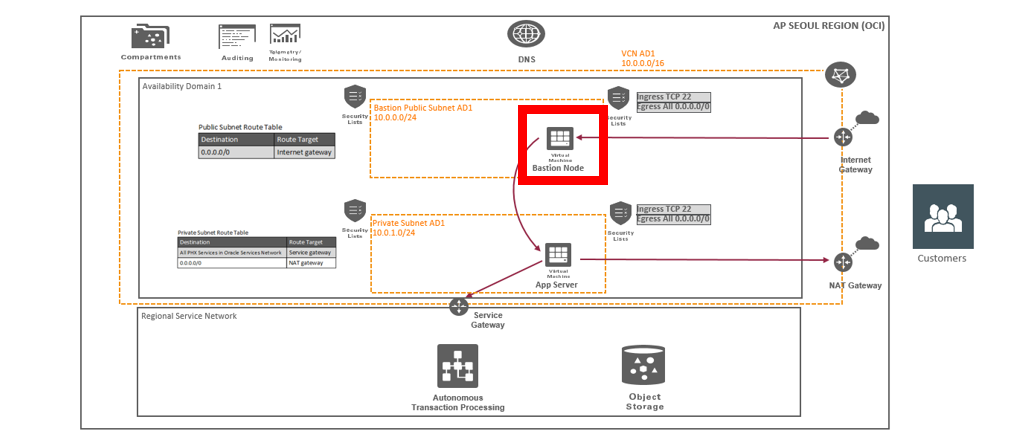 AP SEOUL REGION (OCI)
Compartments
Auditing
Telemetry/
Monitoring
DNS
VCN AD1
10.0.0.0/16
Availability Domain 1
Security
Lists
Bastion Public Subnet AD1
10.0.0.0/24
Security
Lists
Ingress TCP 22
Egress All 0.0.0.0/0
Public Subnet Route Table
Destination Route Target
0.0.0.0/0 Internet gateway
Virtual
Machine
Bastion Node
Internet
Gateway
Security
Lists
Private Subnet AD1
10.0.1.0/24
Security
Lists
Ingress TCP 22
Egress All 0.0.0.0/0
Private Subnet Route Table
Destination Route Target
All PHX Services in Oracle Services Network Service gateway
0.0.0.0/0 NAT gateway
Virtual
Machine
App Server
NAT Gateway
Customers
Service
Gateway
Regional Service Network
Autonomous
Transaction Processing
Object
Storage